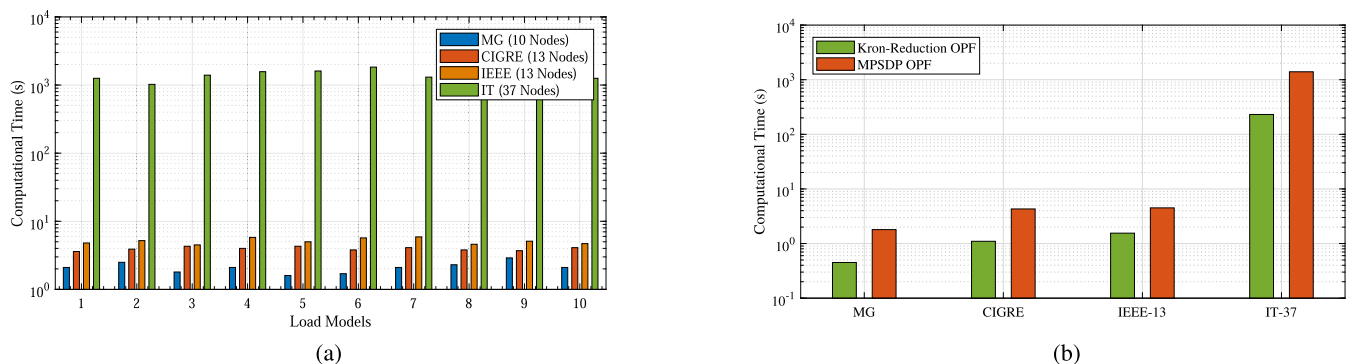 Computational Time (s)
10^4
10^3
10^2
10^1
10^0
MG (10 Nodes)
CIGRE (13 Nodes)
IEEE (13 Nodes)
IT (37 Nodes)
1 2 3 4 5 6 7 8 9 10
Load Models
(a)
Computational Time (s)
10^4
10^3
10^2
10^1
10^0
10^-1
Kron-Reduction OPF
MPSDP OPF
MG CIGRE IEEE-13 IT-37
(b)